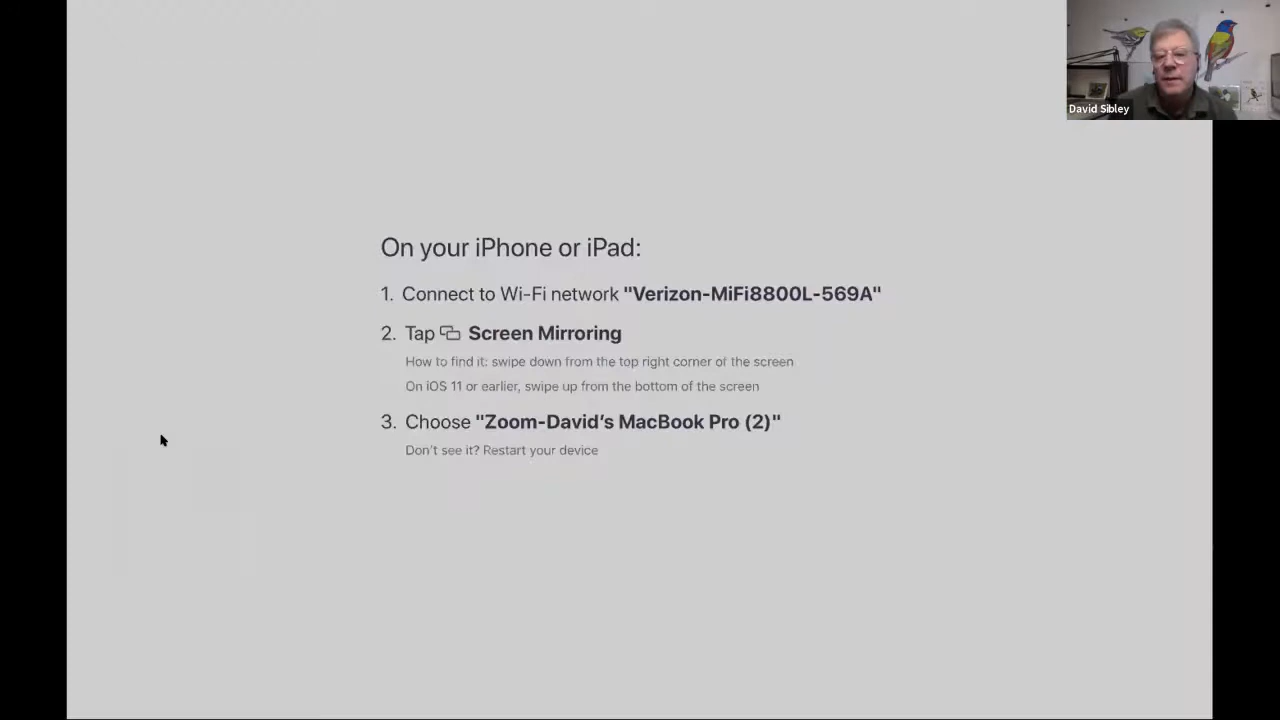 David Sibley
On your iPhone or iPad:
1. Connect to Wi-Fi network "Verizon-MiFi8800L-569A"
2. Tap Screen Mirroring
How to find it: swipe down from the top right corner of the screen
On iOS 11 or earlier, swipe up from the bottom of the screen
3. Choose "Zoom-David’s MacBook Pro (2)"
Don't see it? Restart your device